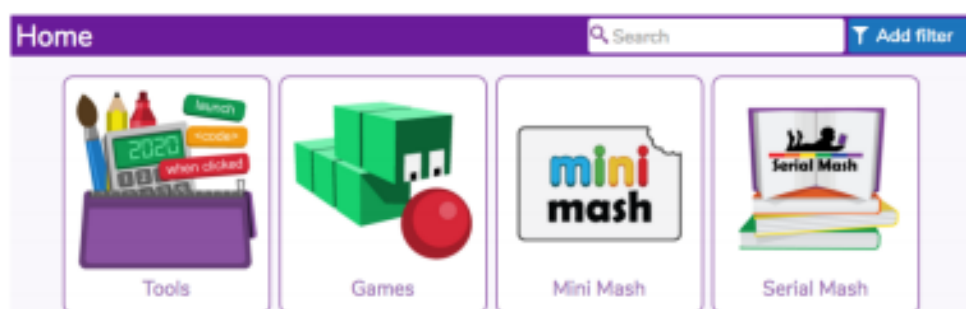 Home
Search
Add filter
launch
<code>
2020
when clicked
mini
mash
Serial Mash
Tools
Games
Mini Mash
Serial Mash